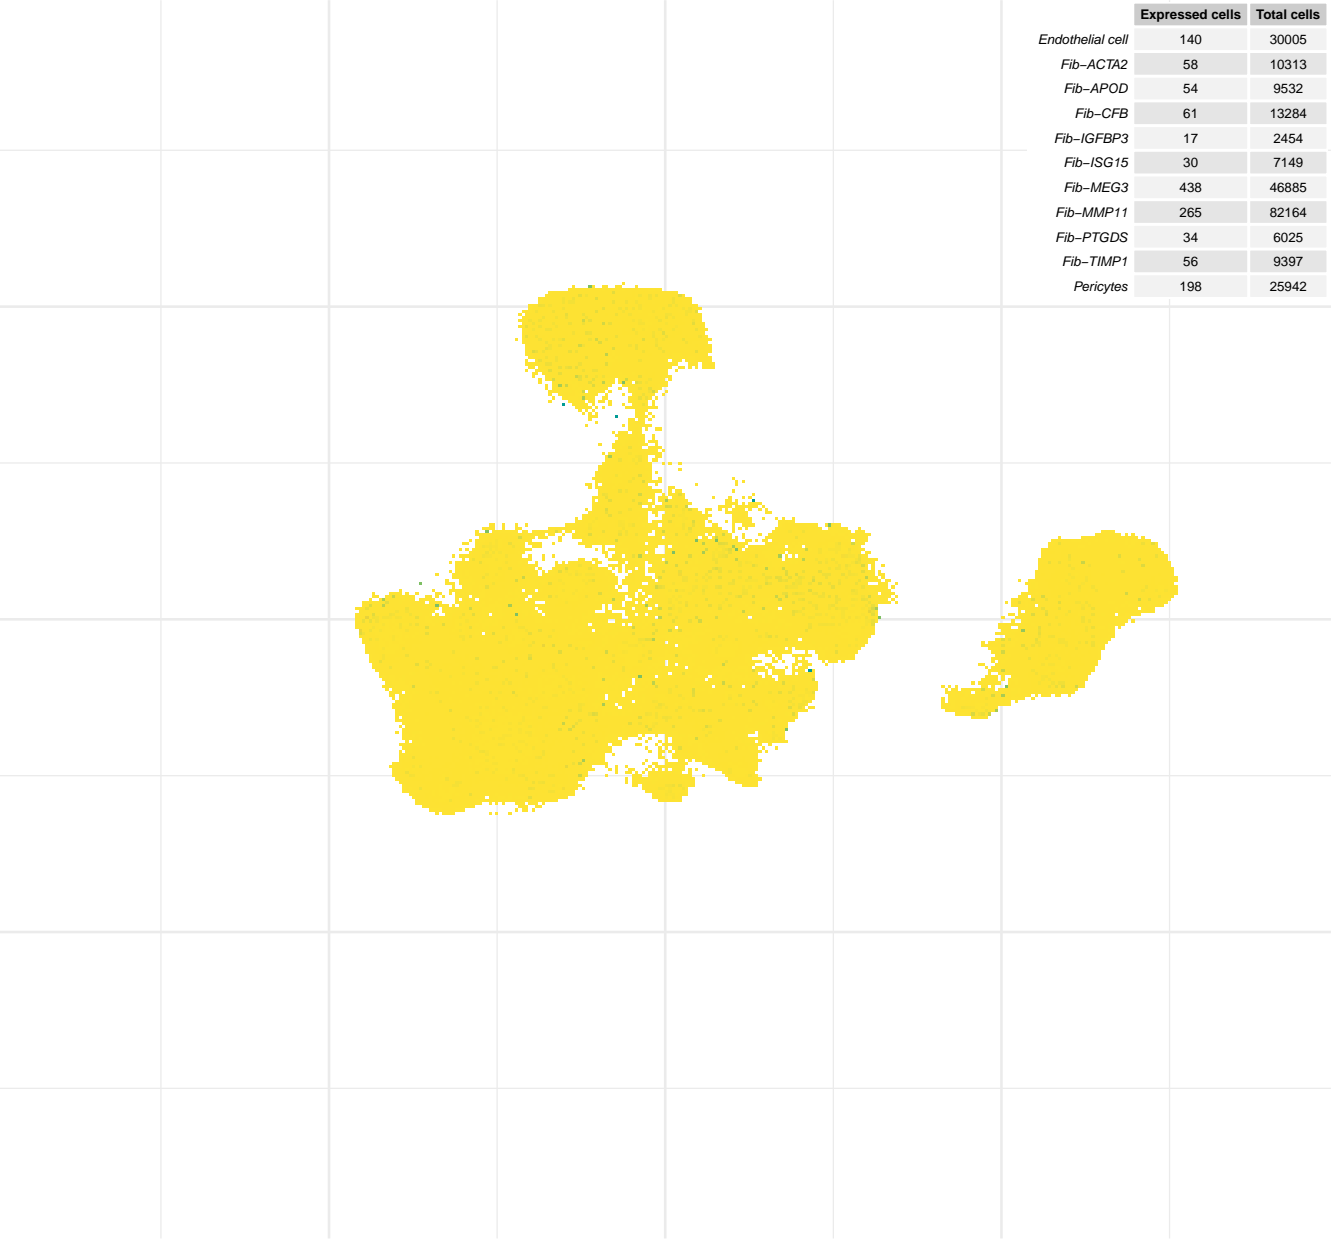 Expressed cells Total cells
Endothelial cell 140 30005
Fib−ACTA2 58 10313
Fib−APOD 54 9532
Fib−CFB 61 13284
Fib−IGFBP3 17 2454
Fib−ISG15 30 7149
Fib−MEG3 438 46885
Fib−MMP11 265 82164
Fib−PTGDS 34 6025
Fib−TIMP1 56 9397
Pericytes 198 25942